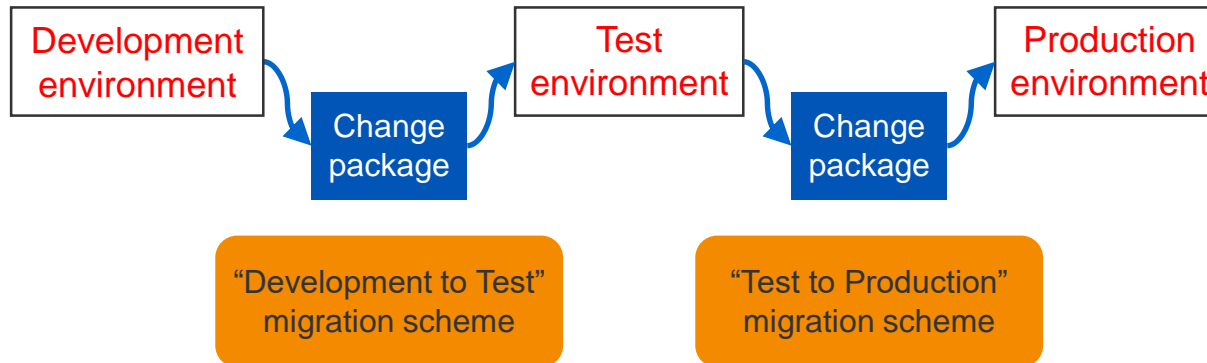 Development
environment
Test
environment
Production
environment
Change
package
Change
package
“Development to Test”
migration scheme
“Test to Production”
migration scheme